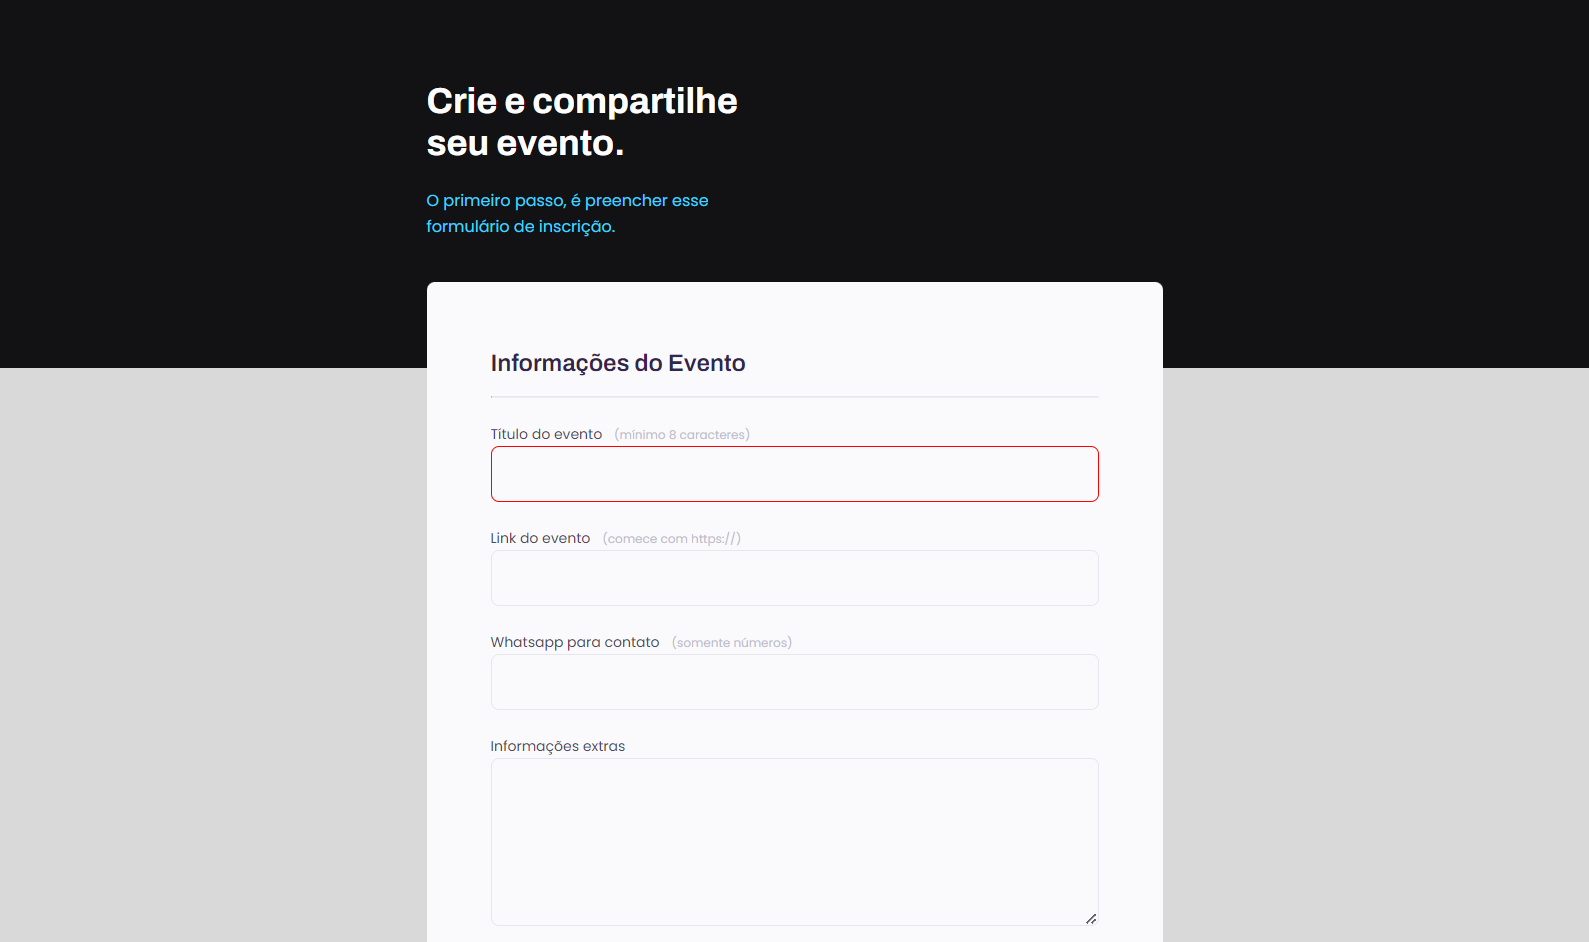 Crie e compartilhe
seu evento.
O primeiro passo, é preencher esse
formulário de inscrição.
Informações do Evento
Título do evento (mínimo 8 caracteres)
Link do evento (comece com https://)
Whatsapp para contato (somente números)
Informações extras